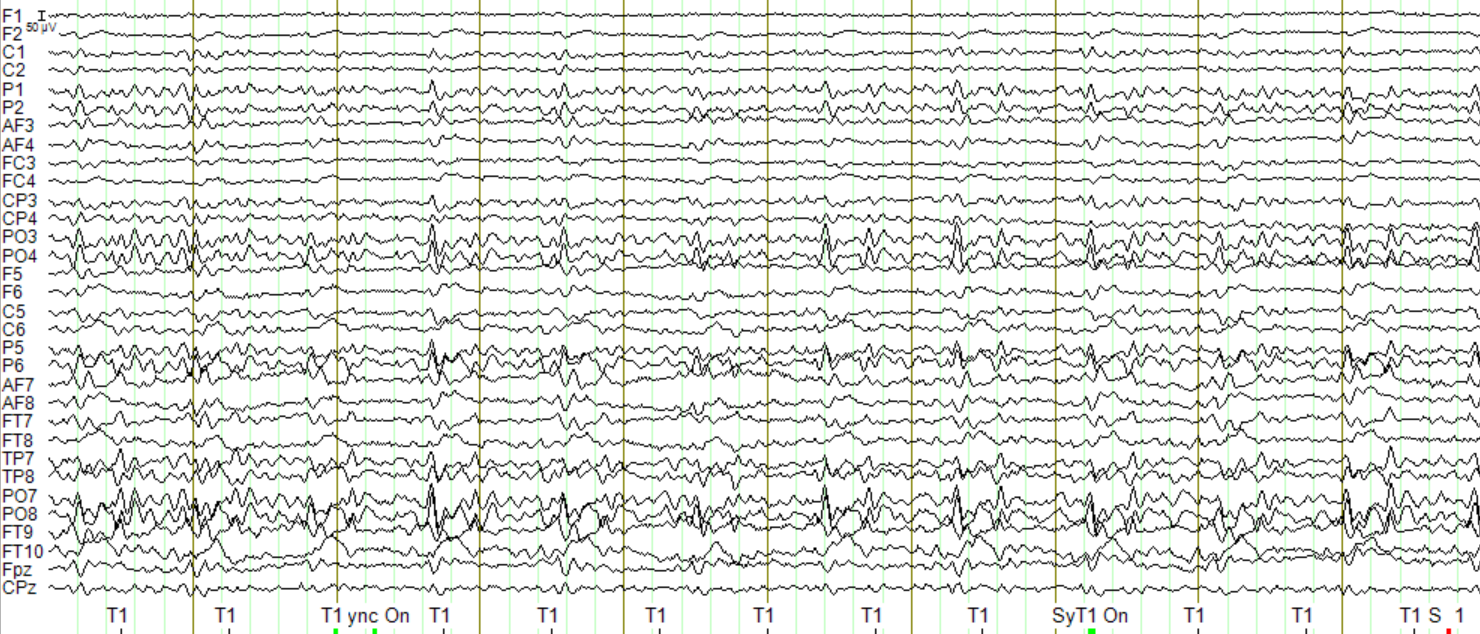 F1
50 µV
F2
C1
C2
P1
P2
AF3
AF4
FC3
FC4
CP3
CP4
PO3
PO4
F5
F6
C5
C6
P5
P6
AF7
AF8
FT7
FT8
TP7
TP8
PO7
PO8
FT9
FT10
Fpz
CPz
T1 T1 T1 ync On T1 T1 T1 T1 T1 T1 SyT1 On T1 T1 T1 S 1